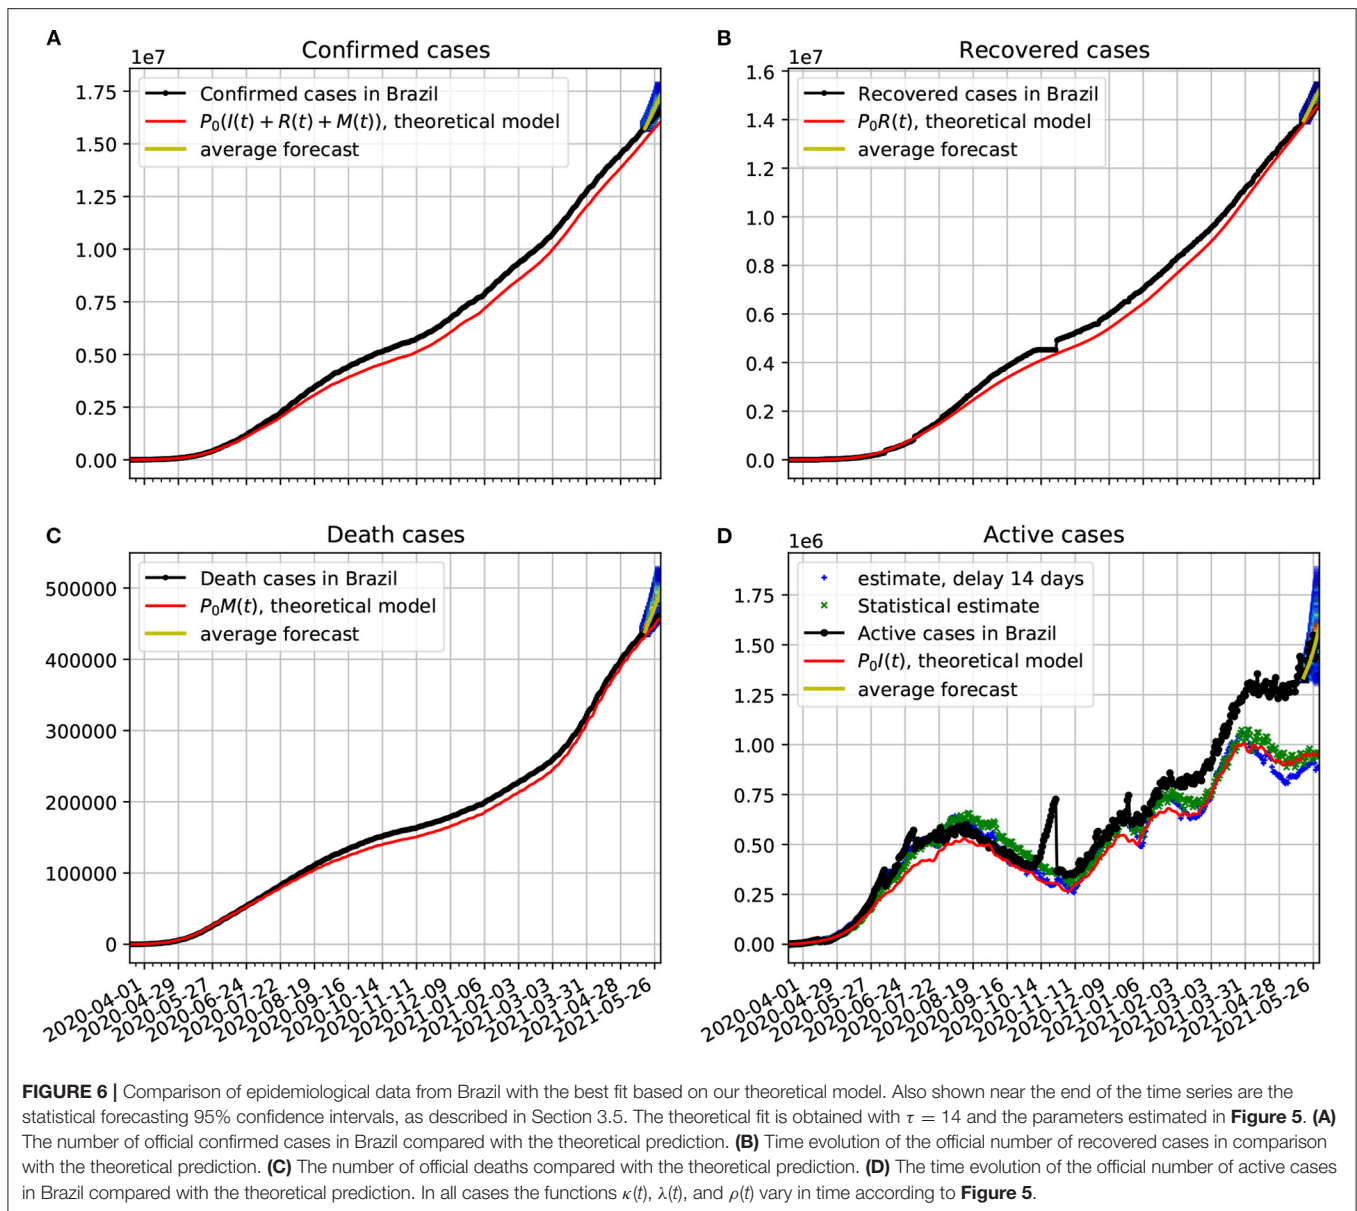 A
Confirmed cases
1e7
Confirmed cases in Brazil
P₀(I(t) + R(t) + M(t)), theoretical model
average forecast
1.75
1.50
1.25
1.00
0.75
0.50
0.25
0.00
B
Recovered cases
1e7
Recovered cases in Brazil
P₀R(t), theoretical model
average forecast
1.6
1.4
1.2
1.0
0.8
0.6
0.4
0.2
0.0
C
Death cases
Death cases in Brazil
P₀M(t), theoretical model
average forecast
500000
400000
300000
200000
100000
0
2020-04-01
2020-04-29
2020-05-27
2020-06-24
2020-07-22
2020-08-19
2020-09-16
2020-10-14
2020-11-11
2020-12-09
2021-01-06
2021-02-03
2021-03-03
2021-03-31
2021-04-28
2021-05-26
D
Active cases
1e6
estimate, delay 14 days
Statistical estimate
Active cases in Brazil
P₀I(t), theoretical model
average forecast
1.75
1.50
1.25
1.00
0.75
0.50
0.25
0.00
2020-04-01
2020-04-29
2020-05-27
2020-06-24
2020-07-22
2020-08-19
2020-09-16
2020-10-14
2020-11-11
2020-12-09
2021-01-06
2021-02-03
2021-03-03
2021-03-31
2021-04-28
2021-05-26
FIGURE 6 | Comparison of epidemiological data from Brazil with the best fit based on our theoretical model. Also shown near the end of the time series are the
statistical forecasting 95% confidence intervals, as described in Section 3.5. The theoretical fit is obtained with τ = 14 and the parameters estimated in Figure 5. (A)
The number of official confirmed cases in Brazil compared with the theoretical prediction. (B) Time evolution of the official number of recovered cases in comparison
with the theoretical prediction. (C) The number of official deaths compared with the theoretical prediction. (D) The time evolution of the official number of active cases
in Brazil compared with the theoretical prediction. In all cases the functions κ(t), λ(t), and ρ(t) vary in time according to Figure 5.